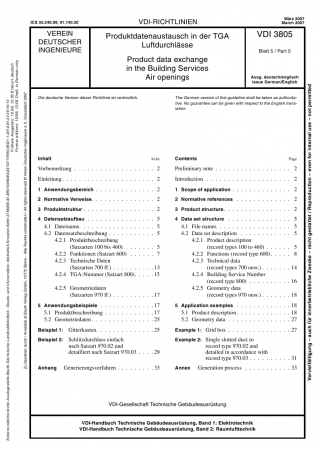 ICS 35.240.99, 91.140.30
VDI-RICHTLINIEN
März 2007
March 2007
VEREIN
DEUTSCHER
INGENIEURE
Produktdatenaustausch in der TGA
Luftdurchlässe
Product data exchange
in the Building Services
Air openings
VDI 3805
Blatt 5 / Part 5
Ausg. deutsch/englisch
Issue German/English
Die deutsche Version dieser Richtlinie ist verbindlich.
The German version of this guideline shall be taken as authorita-
tive. No guarantee can be given with respect to the English trans-
lation.
Inhalt Seite
Vorbemerkung 2
Einleitung 2
1 Anwendungsbereich 2
2 Normative Verweise 2
3 Produktstruktur 2
4 Datensatzaufbau 5
4.1 Dateiname 5
4.2 Datensatzbeschreibung 5
4.2.1 Produktbeschreibung
(Satzarten 100 bis 460) 5
4.2.2 Funktionen (Satzart 600) 7
4.2.3 Technische Daten
(Satzarten 700 ff.) 13
4.2.4 TGA-Nummer (Satzart 800) 15
4.2.5 Geometriedaten
(Satzarten 970 ff.) 17
5 Anwendungsbeispiele 17
5.1 Produktbeschreibung 17
5.2 Geometriedaten 25
Beispiel 1: Gitterkasten 25
Beispiel 2: Schlitzdurchlass einfach
nach Satzart 970.02 und
detailliert nach Satzart 970.03 29
Anhang Generierungsverfahren 33
Contents Page
Preliminary note 2
Introduction 2
1 Scope of application 2
2 Normative references 2
3 Product structure 2
4 Data set structure 5
4.1 File names 5
4.2 Data set description 5
4.2.1 Product description
(record types 100 to 460) 5
4.2.2 Functions (record type 600) 8
4.2.3 Technical data
(record types 700 onw.) 14
4.2.4 Building Service Number
(record type 800) 16
4.2.5 Geometry data
(record types 970 onw.) 18
5 Application examples 18
5.1 Product description 18
5.2 Geometry data 27
Example 1: Grid box 27
Example 2: Single slotted duct to
record type 970.02 and
detailed in accordance with
record type 970.03 31
Annex Generation process 33
VDI-Gesellschaft Technische Gebäudeausrüstung
VDI-Handbuch Technische Gebäudeausrüstung, Band 1: Elektrotechnik
VDI-Handbuch Technische Gebäudeausrüstung, Band 2: Raumlufttechnik
Vervielfältigung – auch für innerbetriebliche Zwecke – nicht gestattet / Reproduction – even for internal use – not permitted